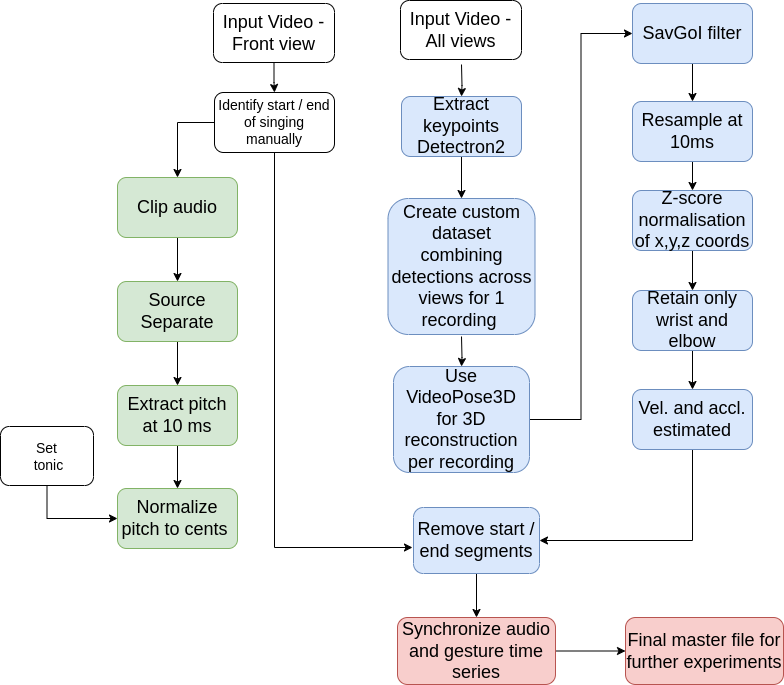 Input Video -
Front view
Identify start / end
of singing
manually
Clip audio
Source
Separate
Extract pitch
at 10 ms
Set
tonic
Normalize
pitch to cents
Input Video -
All views
Extract
keypoints
Detectron2
Create custom
dataset
combining
detections across
views for 1
recording
Use
VideoPose3D
for 3D
reconstruction
per recording
SavGol filter
Resample at
10ms
Z-score
normalisation
of x,y,z coords
Retain only
wrist and
elbow
Vel. and accl.
estimated
Remove start /
end segments
Synchronize audio
and gesture time
series
Final master file for
further experiments